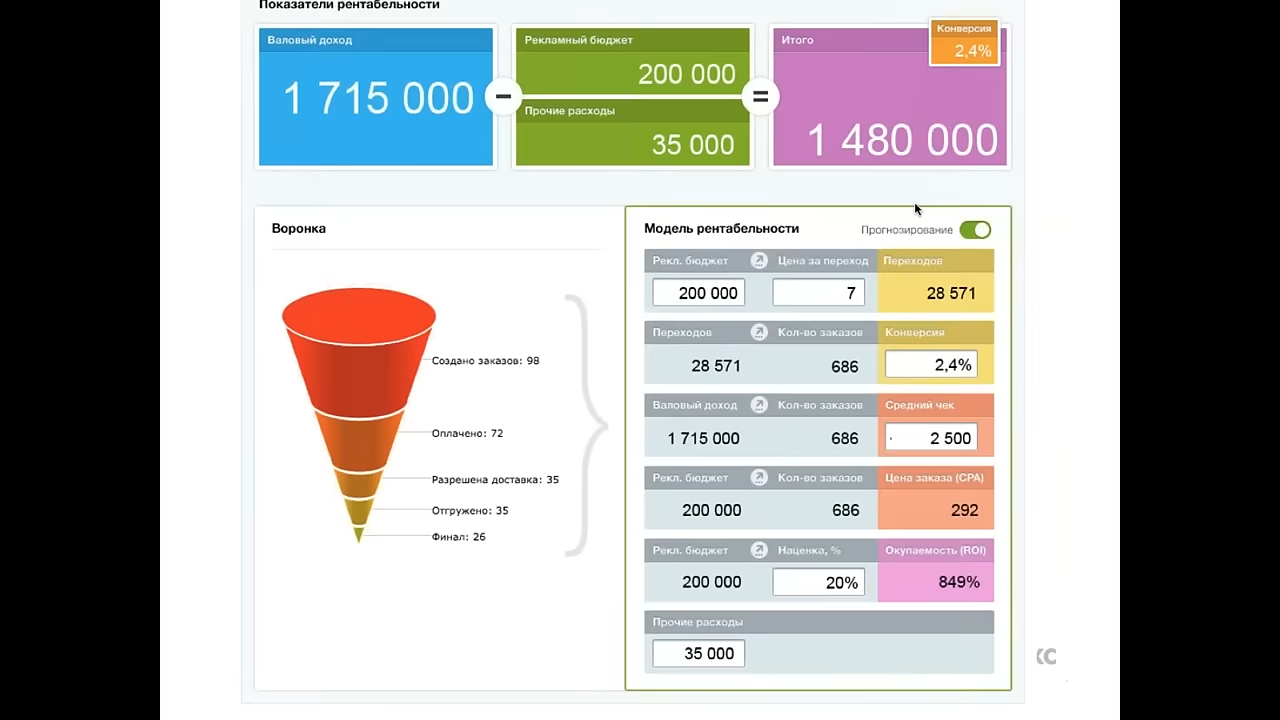 Показатели рентабельности
Валовый доход
1 715 000
−
Рекламный бюджет
200 000
Прочие расходы
35 000
=
Итого
Конверсия
2,4%
1 480 000
Воронка
Создано заказов: 98
Оплачено: 72
Разрешена доставка: 35
Отгружено: 35
Финал: 26
Модель рентабельности
Прогнозирование
Рекл. бюджет Цена за переход Переходов
200 000 7 28 571
Переходов Кол-во заказов Конверсия
28 571 686 2,4%
Валовый доход Кол-во заказов Средний чек
1 715 000 686 2 500
Рекл. бюджет Кол-во заказов Цена заказа (CPA)
200 000 686 292
Рекл. бюджет Наценка, % Окупаемость (ROI)
200 000 20% 849%
Прочие расходы
35 000